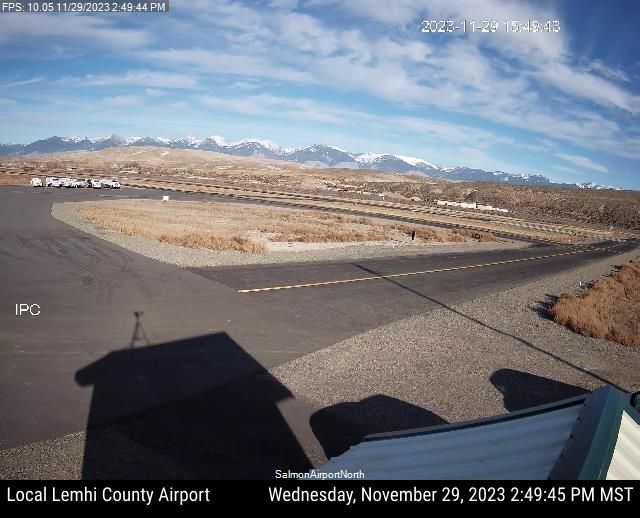 FPS: 10.05 11/29/2023 2:49:44 PM
2023-11-29 15:49:43
IPC
SalmonAirportNorth
Local Lemhi County Airport Wednesday, November 29, 2023 2:49:45 PM MST